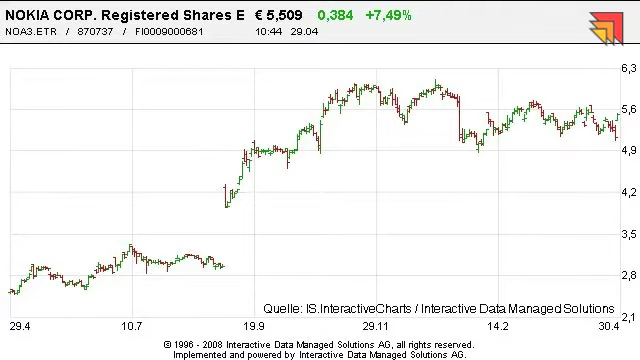 NOKIA CORP. Registered Shares E € 5,509 0,384 +7,49%
NOA3.ETR / 870737 / FI0009000681 10:44 29.04
6,3
5,6
4,9
3,5
2,8
2,1
Quelle: IS.InteractiveCharts / Interactive Data Managed Solutions
29.4 10.7 19.9 29.11 14.2 30.4
© 1996 - 2008 Interactive Data Managed Solutions AG, all rights reserved.
Implemented and powered by Interactive Data Managed Solutions AG.